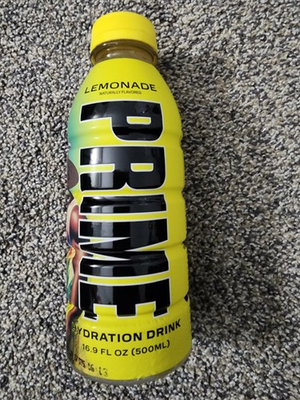 LEMONADE
NATURALLY FLAVORED
PRIME
HYDRATION DRINK
16.9 FL OZ (500ML)